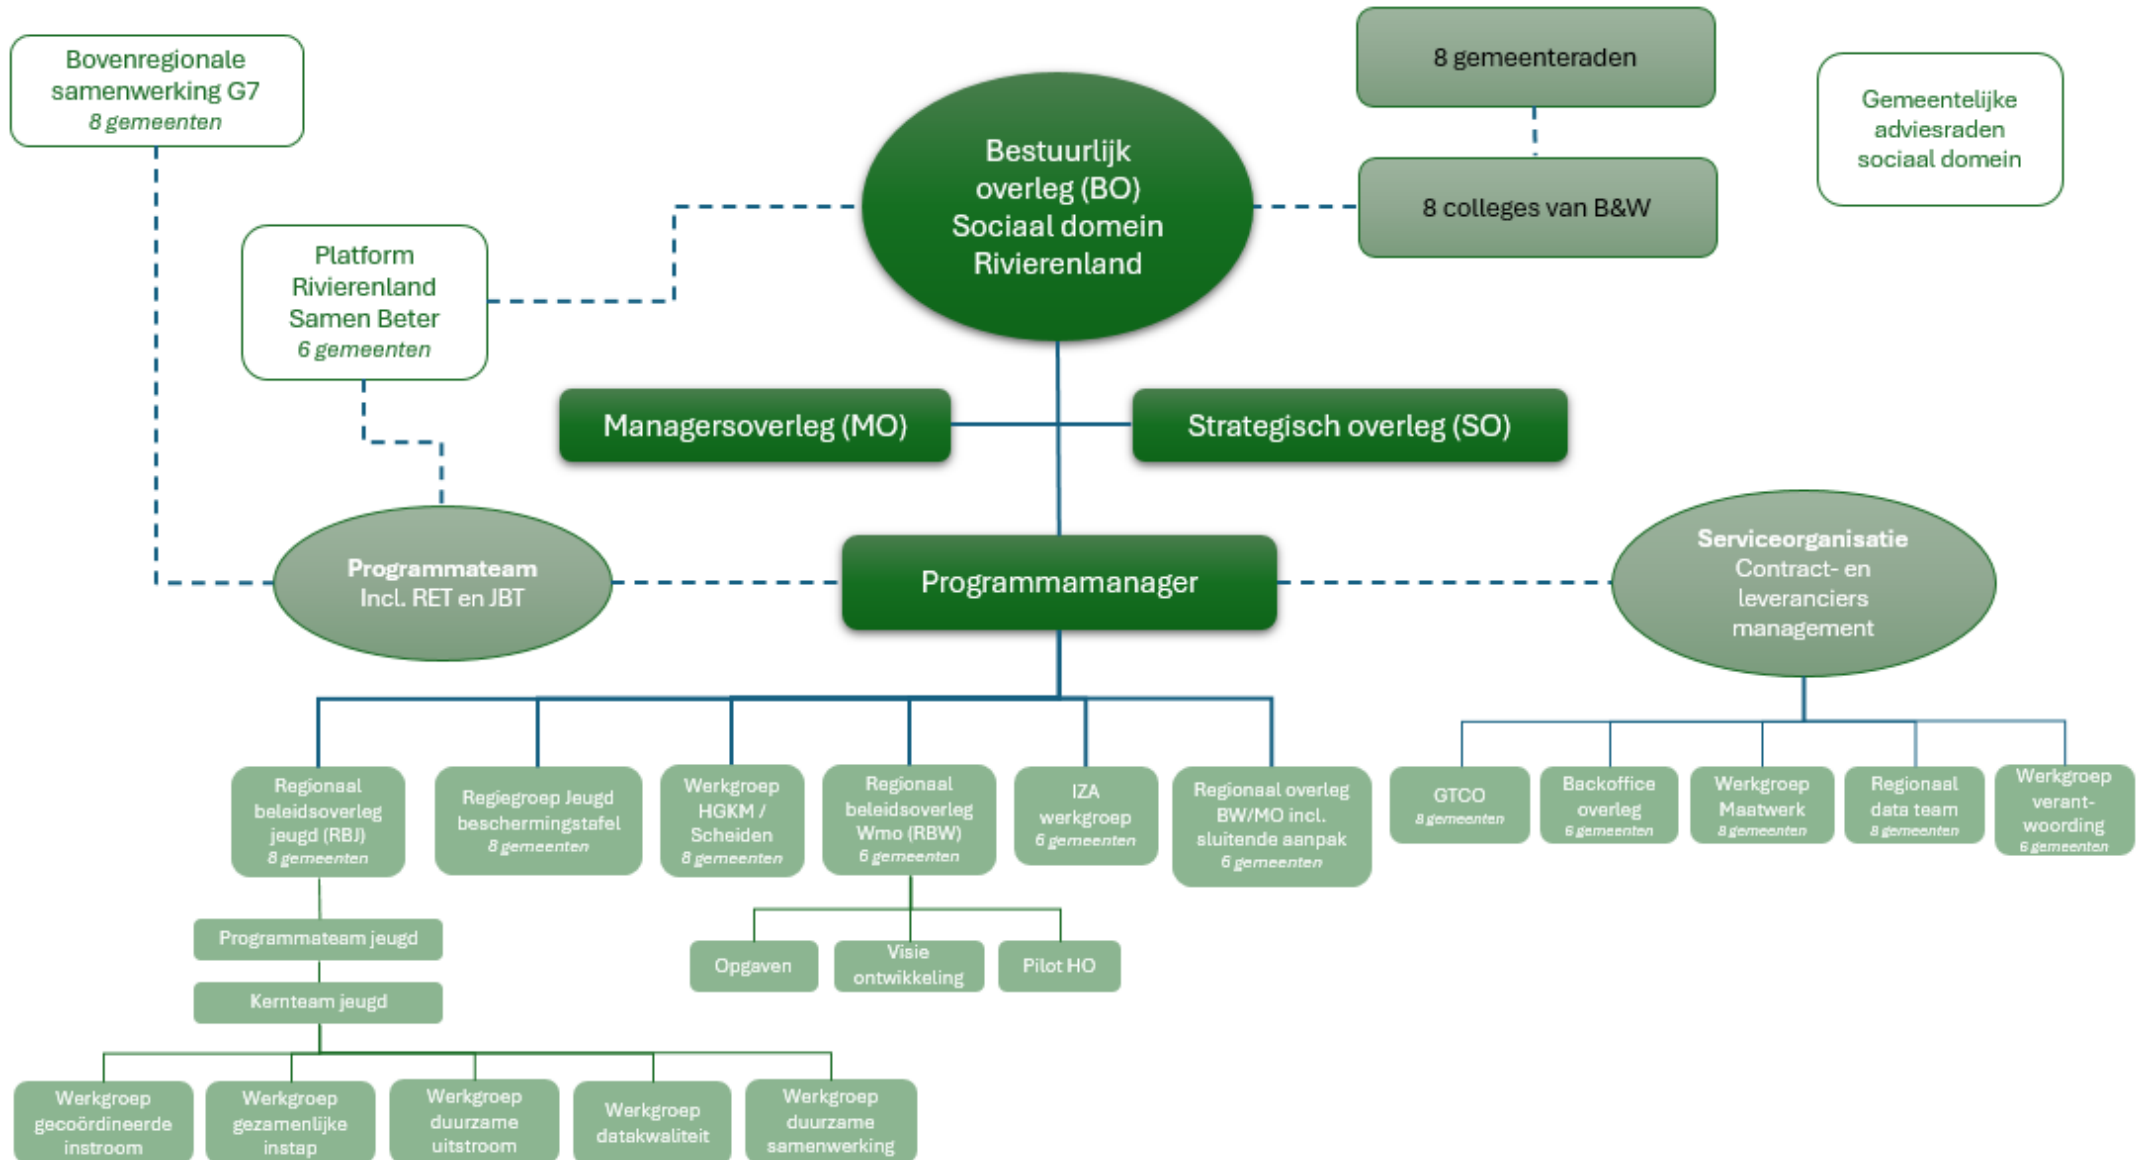 Bovenregionale
samenwerking G7
8 gemeenten
8 gemeenteraden
Gemeentelijke
adviesraden
sociaal domein
Bestuurlijk
overleg (BO)
Sociaal domein
Rivierenland
8 colleges van B&W
Platform
Rivierenland
Samen Beter
6 gemeenten
Managersoverleg (MO)
Strategisch overleg (SO)
Programmateam
Incl. RET en JBT
Programmamanager
Serviceorganisatie
Contract- en
leveranciers
management
Regionaal
beleidsoverleg
jeugd (RBJ)
8 gemeenten
Regiegroep Jeugd
beschermingstafel
8 gemeenten
Werkgroep
HGKM /
Scheiden
8 gemeenten
Regionaal
beleidsoverleg
Wmo (RBW)
6 gemeenten
IZA
werkgroep
6 gemeenten
Regionaal overleg
BW/MO incl.
sluitende aanpak
6 gemeenten
GTCO
8 gemeenten
Backoffice
overleg
6 gemeenten
Werkgroep
Maatwerk
8 gemeenten
Regionaal
data team
8 gemeenten
Werkgroep
verant-
woording
6 gemeenten
Programmateam jeugd
Kernteam jeugd
Opgaven
Visie
ontwikkeling
Pilot HO
Werkgroep
gecoördineerde
instroom
Werkgroep
gezamenlijke
instap
Werkgroep
duurzame
uitstroom
Werkgroep
datakwaliteit
Werkgroep
duurzame
samenwerking